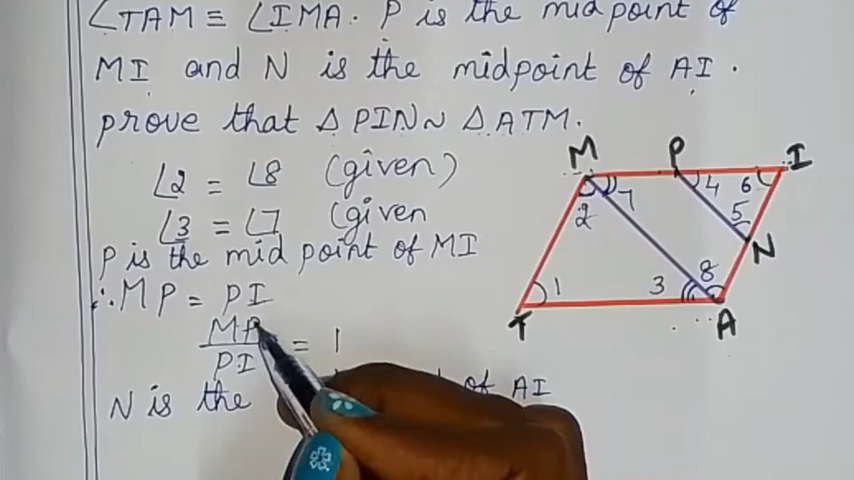 ∠TAM ≡ ∠IMA. P is the midpoint of
MI and N is the midpoint of AI.
prove that Δ PIN ~ Δ ATM.
∠2 = ∠8 (given)
∠3 = ∠7 (given
P is the mid point of MI
∴ MP = PI
MP/PI = 1
N is the of AI
M P I
7 4 6
2 5
N
8
1 3
T A